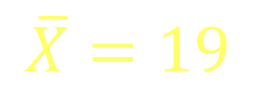 X̄ = 19